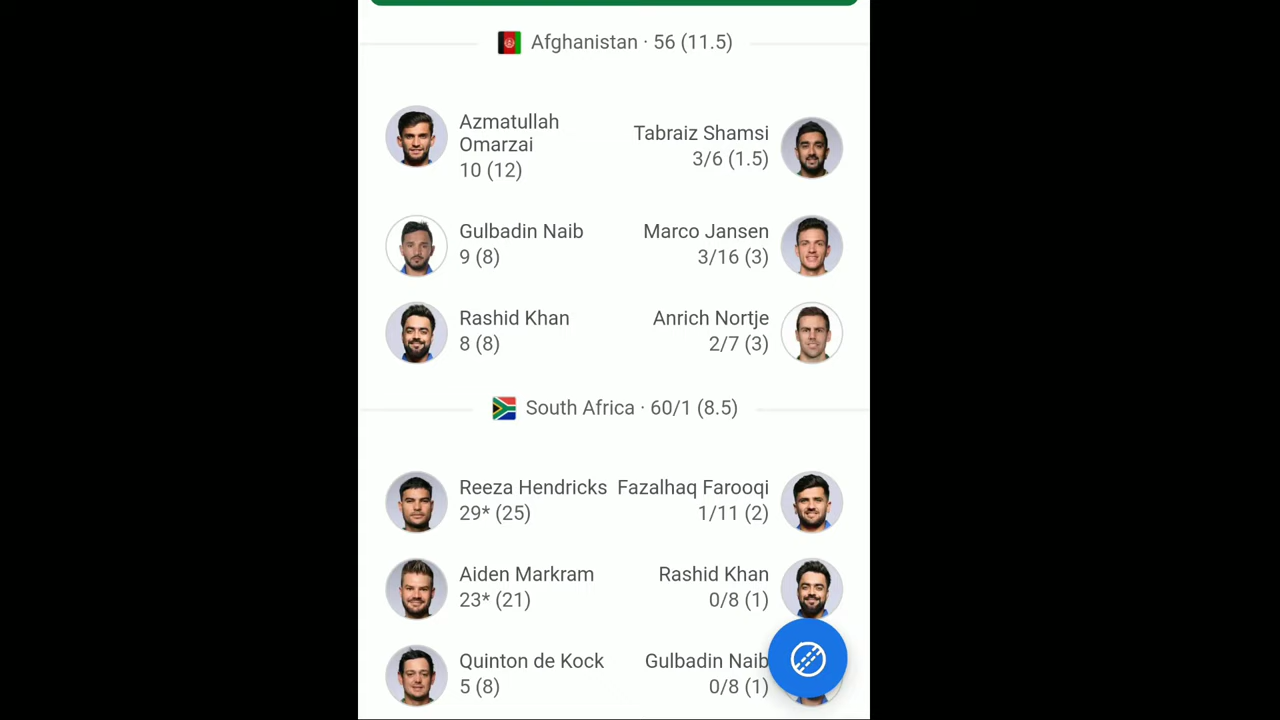 Afghanistan · 56 (11.5)
Azmatullah
Omarzai
10 (12)
Tabraiz Shamsi
3/6 (1.5)
Gulbadin Naib
9 (8)
Marco Jansen
3/16 (3)
Rashid Khan
8 (8)
Anrich Nortje
2/7 (3)
South Africa · 60/1 (8.5)
Reeza Hendricks
29* (25)
Fazalhaq Farooqi
1/11 (2)
Aiden Markram
23* (21)
Rashid Khan
0/8 (1)
Quinton de Kock
5 (8)
Gulbadin Naib
0/8 (1)